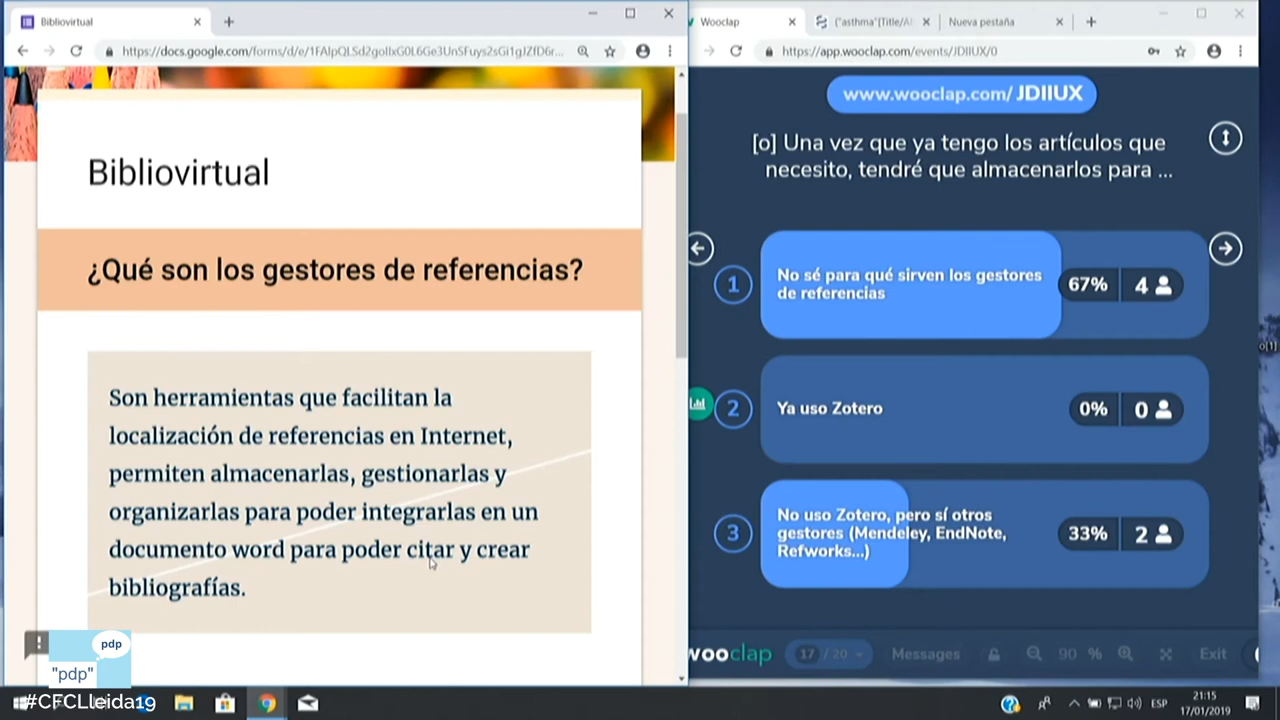 Bibliovirtual
https://docs.google.com/forms/d/e/1FAIpQLSd2goIlxG0L6Ge3UnSFuys2sGi1gJZfD6r...
Bibliovirtual
¿Qué son los gestores de referencias?
Son herramientas que facilitan la
localización de referencias en Internet,
permiten almacenarlas, gestionarlas y
organizarlas para poder integrarlas en un
documento word para poder citar y crear
bibliografías.
pdp
"pdp"
#CFCLleida19
Wooclap
("asthma"[Title/Al
Nueva pestaña
https://app.wooclap.com/events/JDIIUX/0
www.wooclap.com/ JDIIUX
[o] Una vez que ya tengo los artículos que
necesito, tendré que almacenarlos para ...
1
No sé para qué sirven los gestores
de referencias
67% 4
2
Ya uso Zotero
0% 0
3
No uso Zotero, pero sí otros
gestores (Mendeley, EndNote,
Refworks...)
33% 2
wooclap 17 / 20 Messages 90 % Exit
o[1]
ESP
21:15
17/01/2019